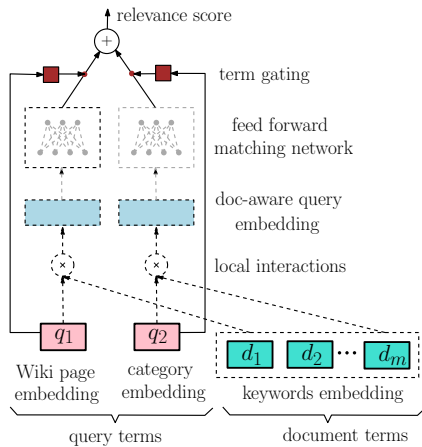 relevance score
+
term gating
feed forward
matching network
doc-aware query
embedding
local interactions
×
×
q1
q2
d1
d2
•••
dm
Wiki page
embedding
category
embedding
keywords embedding
query terms
document terms